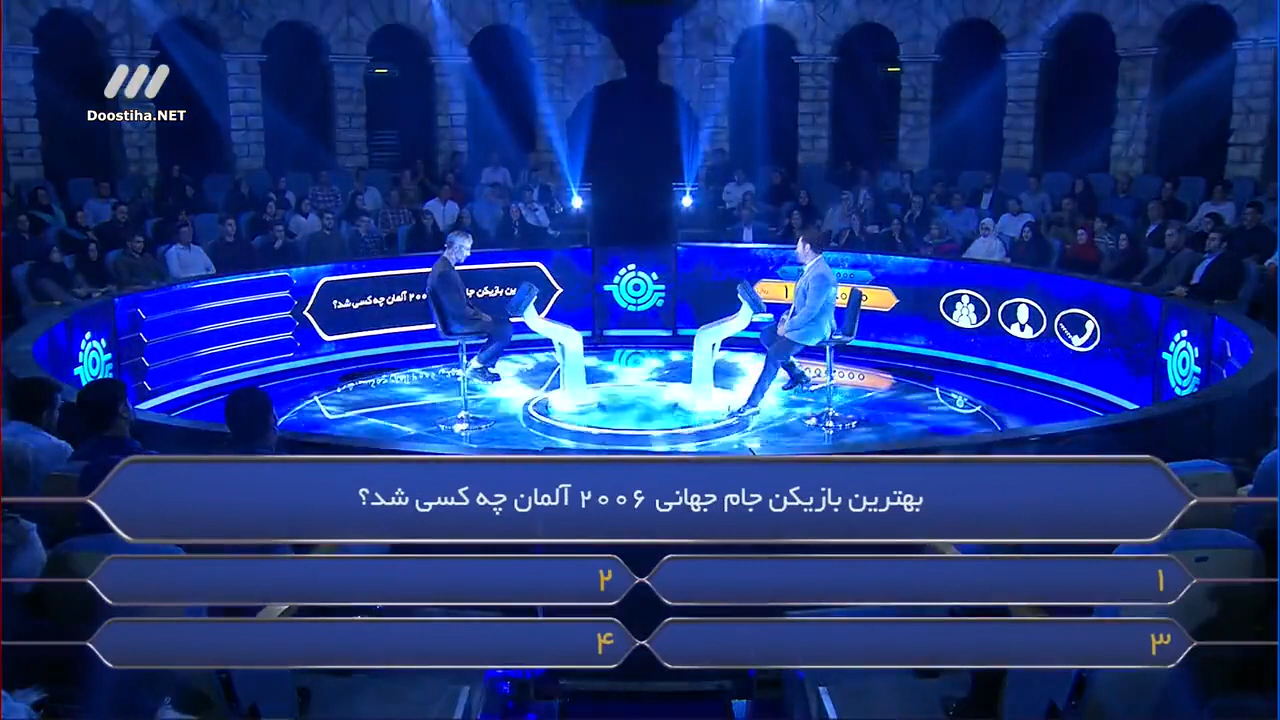 Doostiha.NET
بهترین بازیکن جام جهانی ۲۰۰۶ آلمان چه کسی شد؟
۱
۲
۳
۴